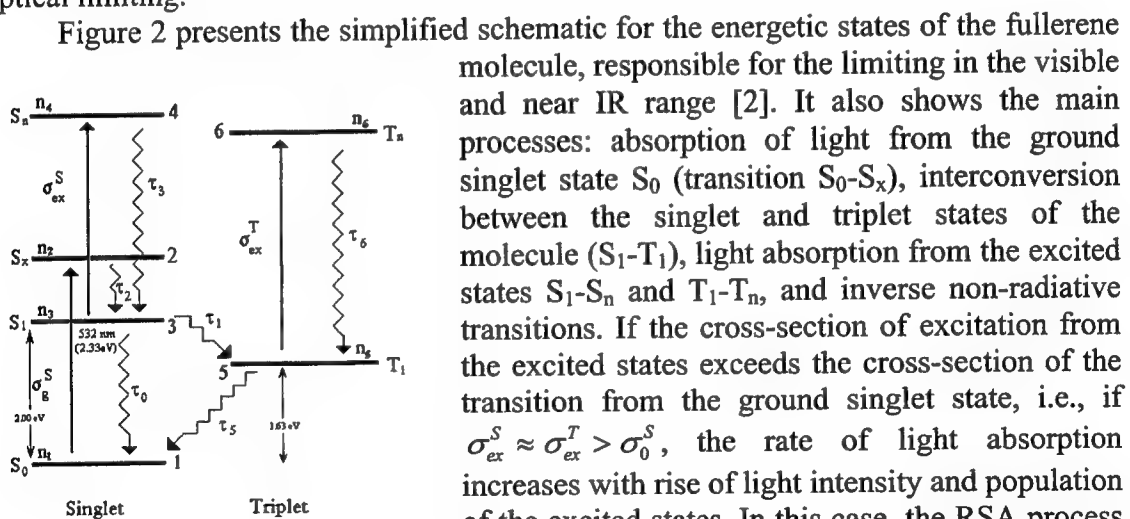 Figure 2 presents the simplified schematic for the energetic states of the fullerene
molecule, responsible for the limiting in the visible
and near IR range [2]. It also shows the main
processes: absorption of light from the ground
singlet state S₀ (transition S₀-Sₓ), interconversion
between the singlet and triplet states of the
molecule (S₁-T₁), light absorption from the excited
states S₁-Sₙ and T₁-Tₙ, and inverse non-radiative
transitions. If the cross-section of excitation from
the excited states exceeds the cross-section of the
transition from the ground singlet state, i.e., if
σ_ex^S ≈ σ_ex^T > σ_0^S, the rate of light absorption
increases with rise of light intensity and population
of the excited states. In this case, the RSA process
Sₙ n₄ 4
σ_ex^S τ₃
Sₓ n₂ 2
τ₂
S₁ n₃ 3
532 nm
(2.33eV)
τ₁
σ_g^S τ₀
2.00 eV
S₀ n₁ 1
Singlet
6 n₆ Tₙ
σ_ex^T τ₆
5 n₅ T₁
τ₅ 1.63 eV
Triplet